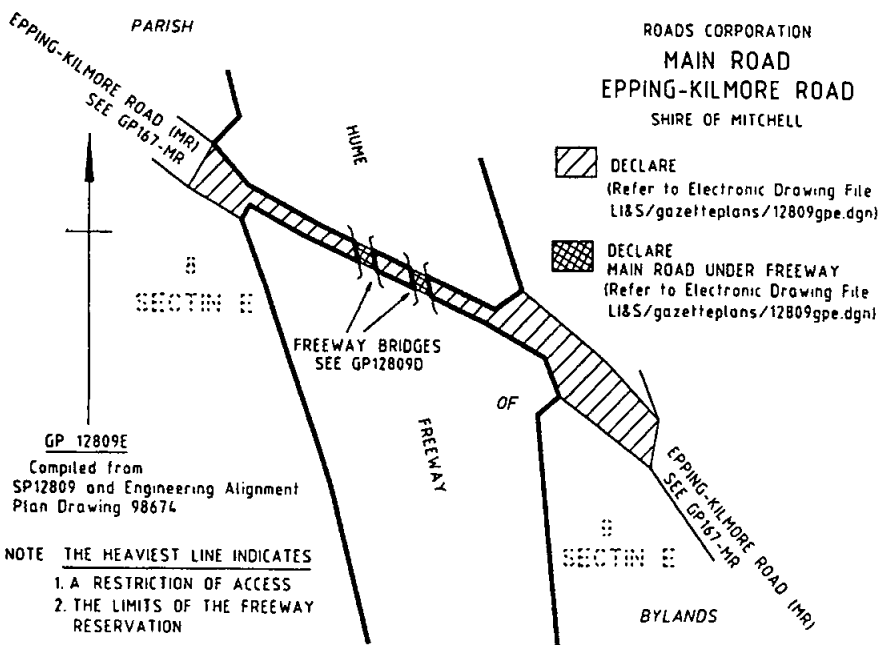 PARISH
ROADS CORPORATION
MAIN ROAD
EPPING-KILMORE ROAD
SHIRE OF MITCHELL
EPPING-KILMORE ROAD (MR)
SEE GP167-MR
HUME
DECLARE
(Refer to Electronic Drawing File
LI&S/gazetteplans/12809gpe.dgn)
DECLARE
MAIN ROAD UNDER FREEWAY
(Refer to Electronic Drawing File
LI&S/gazetteplans/12809gpe.dgn)
8
SECTIN E
FREEWAY BRIDGES
SEE GP12809D
OF
FREEWAY
GP 12809E
Compiled from
SP12809 and Engineering Alignment
Plan Drawing 98674
EPPING-KILMORE ROAD (MR)
SEE GP167-MR
SECTIN E
NOTE THE HEAVIEST LINE INDICATES
1. A RESTRICTION OF ACCESS
2. THE LIMITS OF THE FREEWAY
RESERVATION
BYLANDS